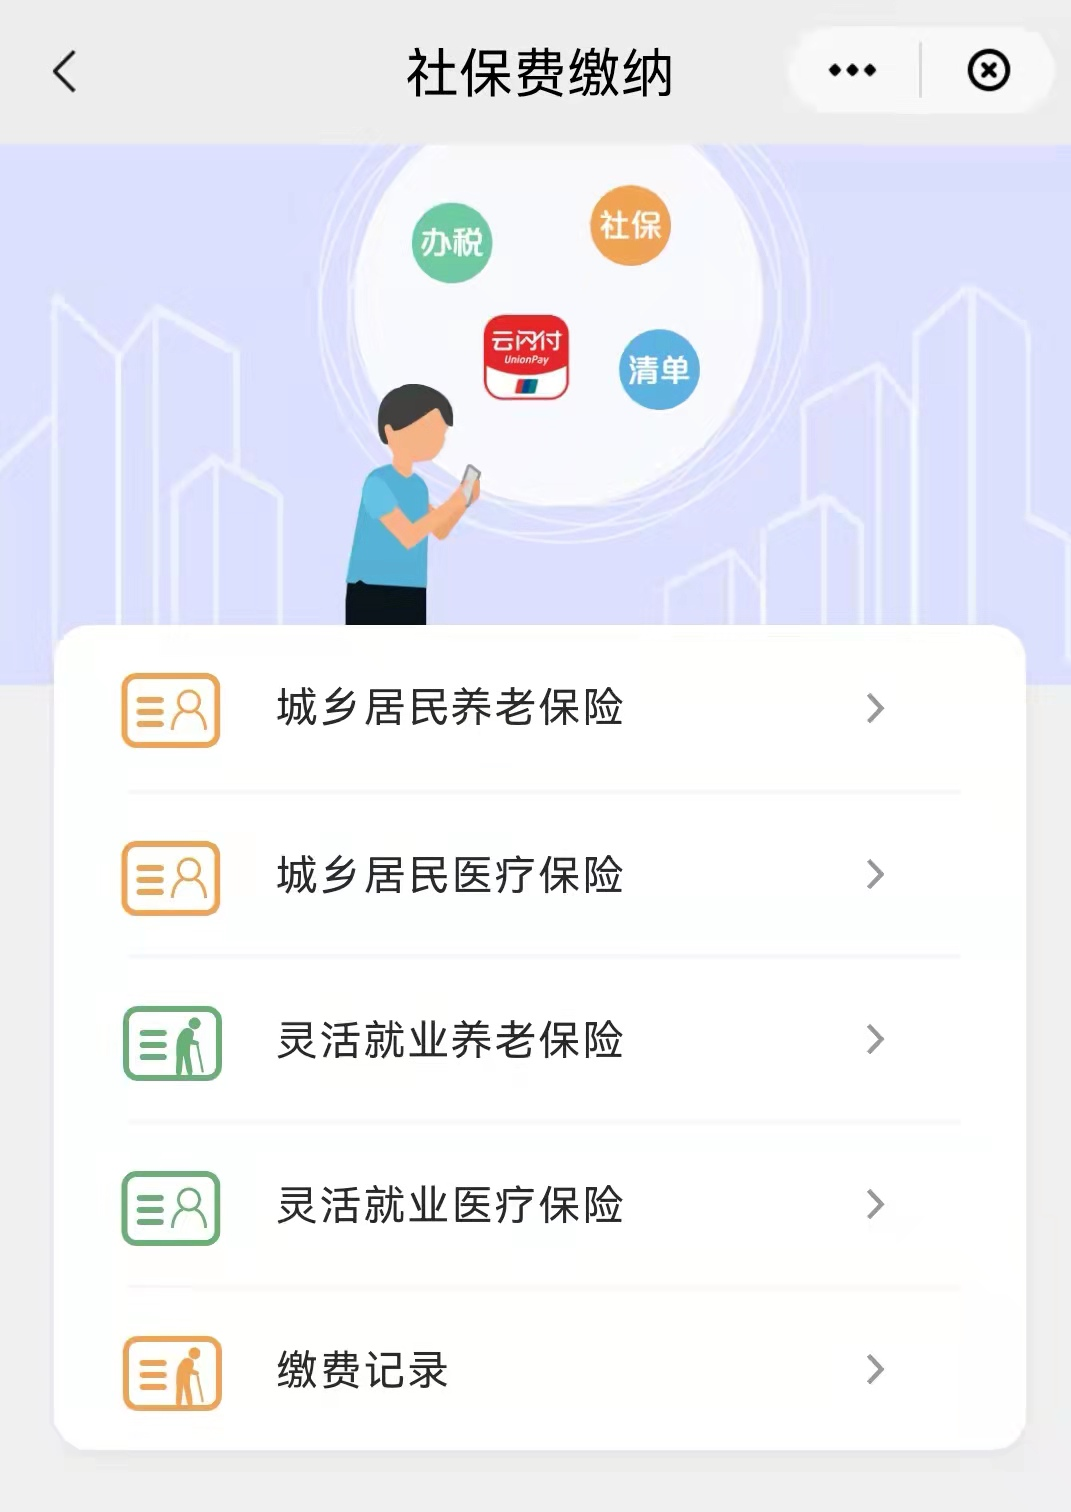 社保费缴纳
办税
社保
云闪付
UnionPay
清单
城乡居民养老保险
城乡居民医疗保险
灵活就业养老保险
灵活就业医疗保险
缴费记录